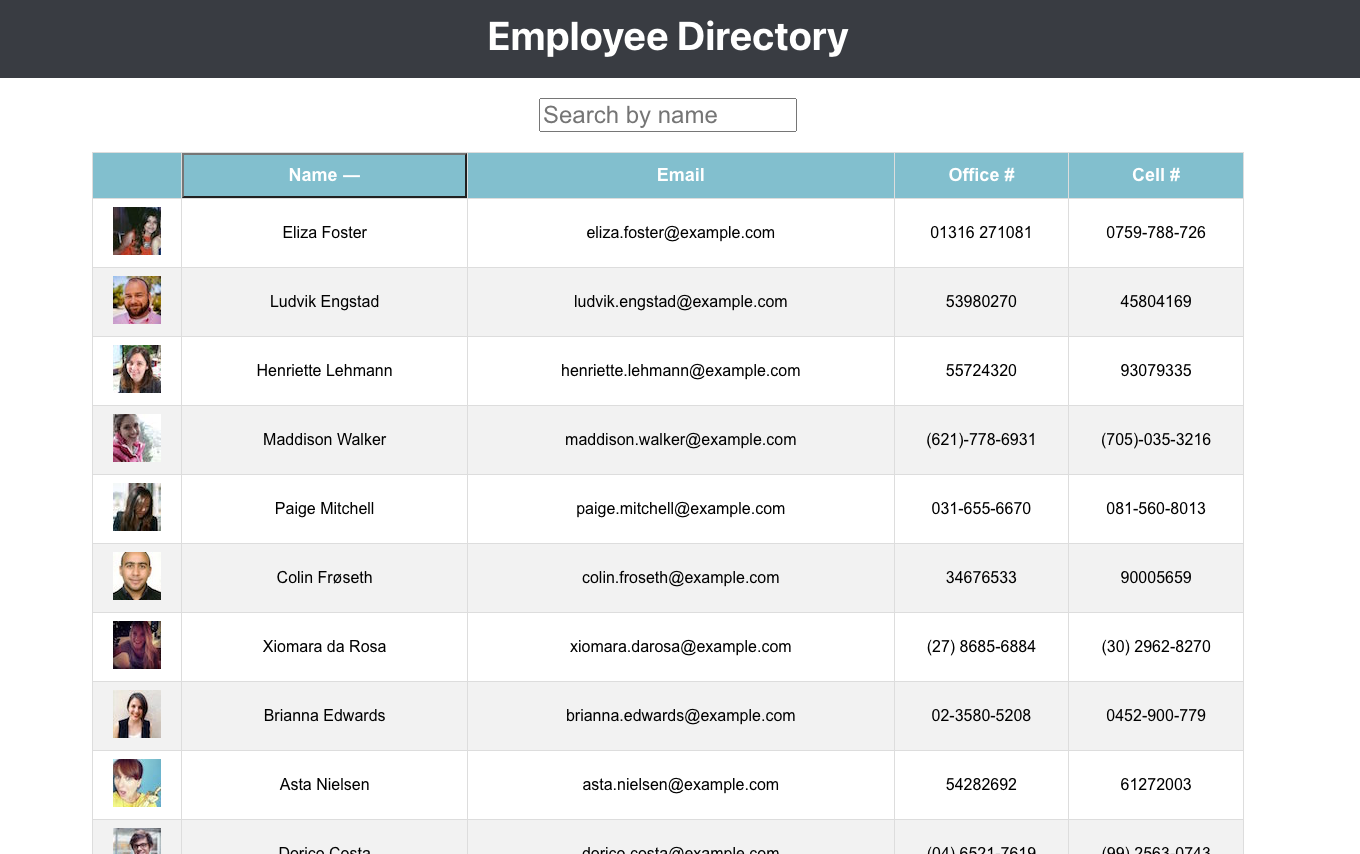 Employee Directory
Search by name
Name — Email Office # Cell #
Eliza Foster eliza.foster@example.com 01316 271081 0759-788-726
Ludvik Engstad ludvik.engstad@example.com 53980270 45804169
Henriette Lehmann henriette.lehmann@example.com 55724320 93079335
Maddison Walker maddison.walker@example.com (621)-778-6931 (705)-035-3216
Paige Mitchell paige.mitchell@example.com 031-655-6670 081-560-8013
Colin Frøseth colin.froseth@example.com 34676533 90005659
Xiomara da Rosa xiomara.darosa@example.com (27) 8685-6884 (30) 2962-8270
Brianna Edwards brianna.edwards@example.com 02-3580-5208 0452-900-779
Asta Nielsen asta.nielsen@example.com 54282692 61272003
Dorico Costa dorico.costa@example.com (04) 6521-7619 (99) 2563-0743